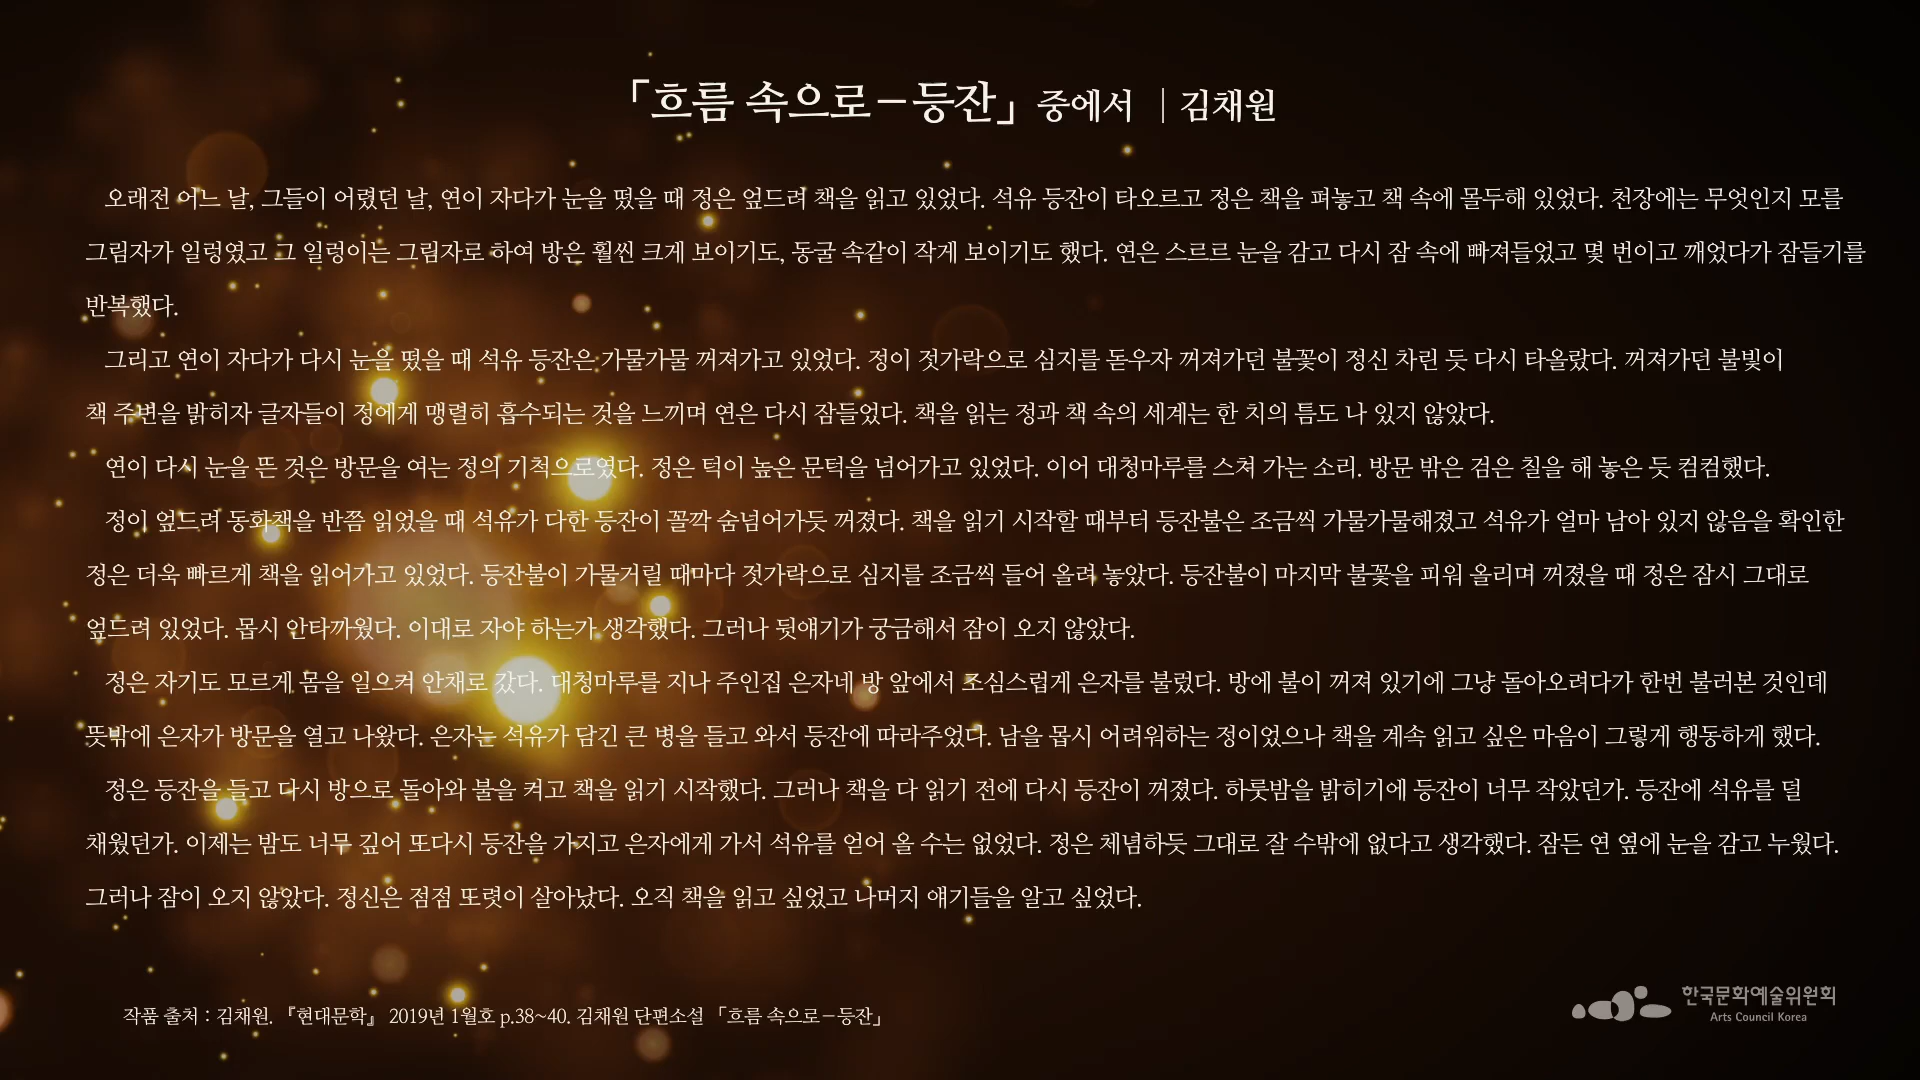 「흐름 속으로－등잔」 중에서 ｜김채원
오래전 어느 날, 그들이 어렸던 날, 연이 자다가 눈을 떴을 때 정은 엎드려 책을 읽고 있었다. 석유 등잔이 타오르고 정은 책을 펴놓고 책 속에 몰두해 있었다. 천장에는 무엇인지 모를
그림자가 일렁였고 그 일렁이는 그림자로 하여 방은 훨씬 크게 보이기도, 동굴 속같이 작게 보이기도 했다. 연은 스르르 눈을 감고 다시 잠 속에 빠져들었고 몇 번이고 깨었다가 잠들기를
반복했다.
그리고 연이 자다가 다시 눈을 떴을 때 석유 등잔은 가물가물 꺼져가고 있었다. 정이 젓가락으로 심지를 돋우자 꺼져가던 불꽃이 정신 차린 듯 다시 타올랐다. 꺼져가던 불빛이
책 주변을 밝히자 글자들이 정에게 맹렬히 흡수되는 것을 느끼며 연은 다시 잠들었다. 책을 읽는 정과 책 속의 세계는 한 치의 틈도 나 있지 않았다.
연이 다시 눈을 뜬 것은 방문을 여는 정의 기척으로였다. 정은 턱이 높은 문턱을 넘어가고 있었다. 이어 대청마루를 스쳐 가는 소리. 방문 밖은 검은 칠을 해 놓은 듯 컴컴했다.
정이 엎드려 동화책을 반쯤 읽었을 때 석유가 다한 등잔이 꼴깍 숨넘어가듯 꺼졌다. 책을 읽기 시작할 때부터 등잔불은 조금씩 가물가물해졌고 석유가 얼마 남아 있지 않음을 확인한
정은 더욱 빠르게 책을 읽어가고 있었다. 등잔불이 가물거릴 때마다 젓가락으로 심지를 조금씩 들어 올려 놓았다. 등잔불이 마지막 불꽃을 피워 올리며 꺼졌을 때 정은 잠시 그대로
엎드려 있었다. 몹시 안타까웠다. 이대로 자야 하는가 생각했다. 그러나 뒷얘기가 궁금해서 잠이 오지 않았다.
정은 자기도 모르게 몸을 일으켜 안채로 갔다. 대청마루를 지나 주인집 은자네 방 앞에서 조심스럽게 은자를 불렀다. 방에 불이 꺼져 있기에 그냥 돌아오려다가 한번 불러본 것인데
뜻밖에 은자가 방문을 열고 나왔다. 은자는 석유가 담긴 큰 병을 들고 와서 등잔에 따라주었다. 남을 몹시 어려워하는 정이었으나 책을 계속 읽고 싶은 마음이 그렇게 행동하게 했다.
정은 등잔을 들고 다시 방으로 돌아와 불을 켜고 책을 읽기 시작했다. 그러나 책을 다 읽기 전에 다시 등잔이 꺼졌다. 하룻밤을 밝히기에 등잔이 너무 작았던가. 등잔에 석유를 덜
채웠던가. 이제는 밤도 너무 깊어 또다시 등잔을 가지고 은자에게 가서 석유를 얻어 올 수는 없었다. 정은 체념하듯 그대로 잘 수밖에 없다고 생각했다. 잠든 연 옆에 눈을 감고 누웠다.
그러나 잠이 오지 않았다. 정신은 점점 또렷이 살아났다. 오직 책을 읽고 싶었고 나머지 얘기들을 알고 싶었다.
작품 출처 : 김채원. 『현대문학』 2019년 1월호 p.38~40. 김채원 단편소설 「흐름 속으로－등잔」
한국문화예술위원회
Arts Council Korea